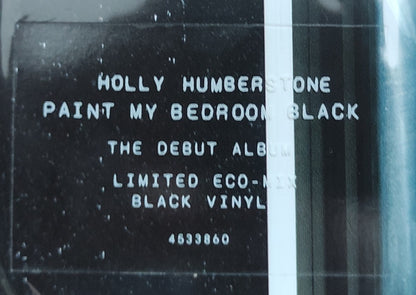 HOLLY HUMBERSTONE
PAINT MY BEDROOM BLACK
THE DEBUT ALBUM
LIMITED ECO-MIX
BLACK VINYL
4533860